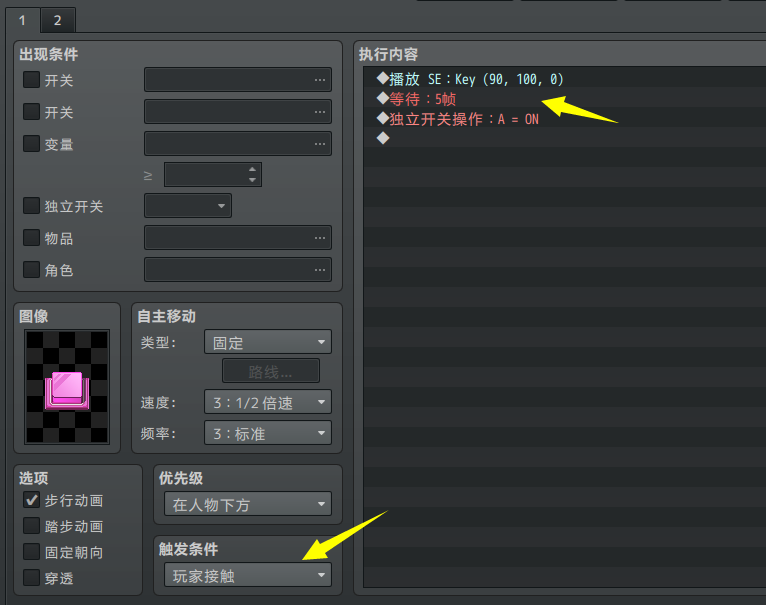 1
2
出现条件
开关
...
开关
...
变量
...
≥
独立开关
物品
...
角色
...
图像
自主移动
类型:
固定
路线...
速度:
3:1/2倍速
频率:
3:标准
选项
步行动画
踏步动画
固定朝向
穿透
优先级
在人物下方
触发条件
玩家接触
执行内容
◆播放 SE:Key (90, 100, 0)
◆等待:5帧
◆独立开关操作:A = ON
◆